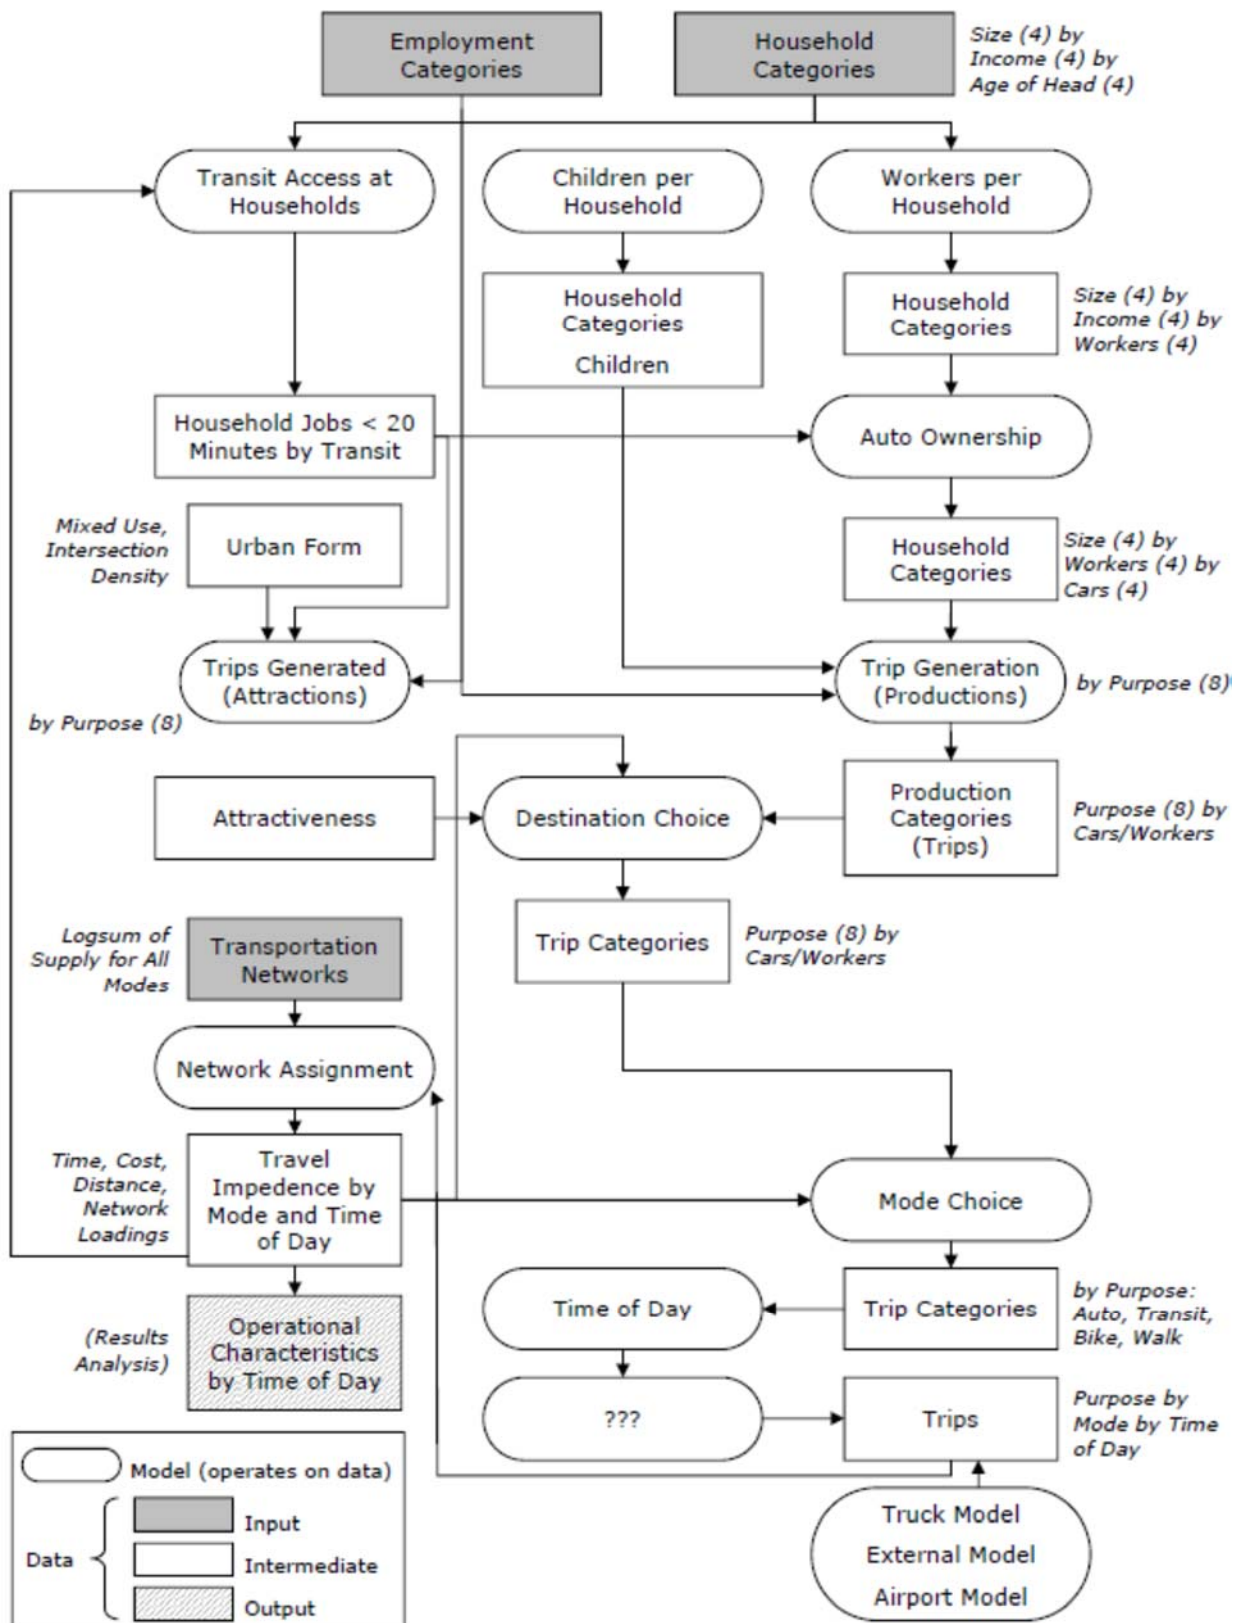 Employment
Categories
Household
Categories
Size (4) by
Income (4) by
Age of Head (4)
Transit Access at
Households
Children per
Household
Workers per
Household
Household
Categories
Children
Household
Categories
Size (4) by
Income (4) by
Workers (4)
Household Jobs < 20
Minutes by Transit
Auto Ownership
Mixed Use,
Intersection
Density
Urban Form
Household
Categories
Size (4) by
Workers (4) by
Cars (4)
Trips Generated
(Attractions)
by Purpose (8)
Trip Generation
(Productions)
by Purpose (8)
Attractiveness
Destination Choice
Production
Categories
(Trips)
Purpose (8) by
Cars/Workers
Logsum of
Supply for All
Modes
Transportation
Networks
Trip Categories
Purpose (8) by
Cars/Workers
Network Assignment
Time, Cost,
Distance,
Network
Loadings
Travel
Impedence by
Mode and Time
of Day
Mode Choice
(Results
Analysis)
Operational
Characteristics
by Time of Day
Time of Day
Trip Categories
by Purpose:
Auto, Transit,
Bike, Walk
???
Trips
Purpose by
Mode by Time
of Day
Truck Model
External Model
Airport Model
Model (operates on data)
Data
Input
Intermediate
Output